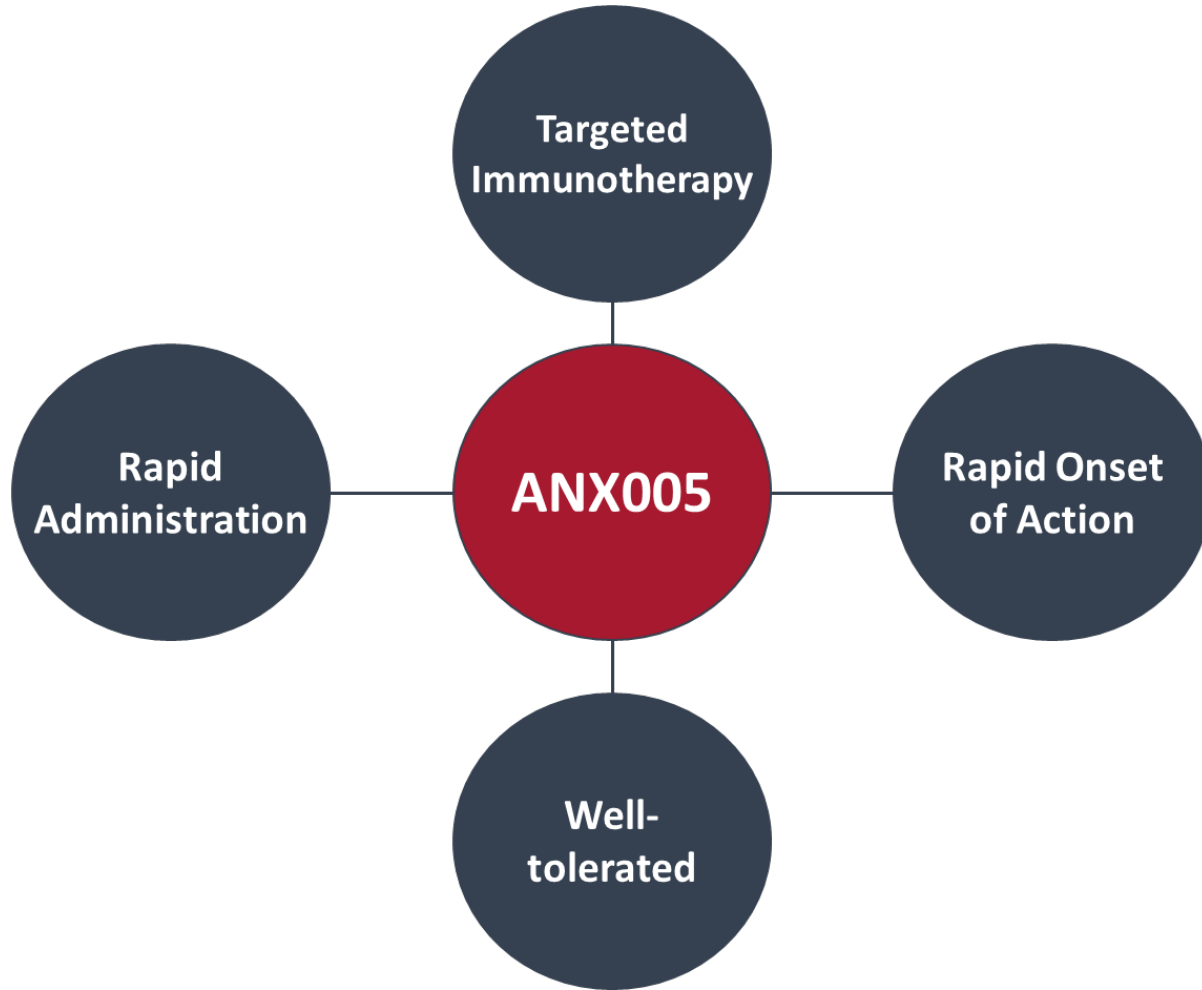 Targeted
Immunotherapy
Rapid
Administration
ANX005
Rapid Onset
of Action
Well-
tolerated